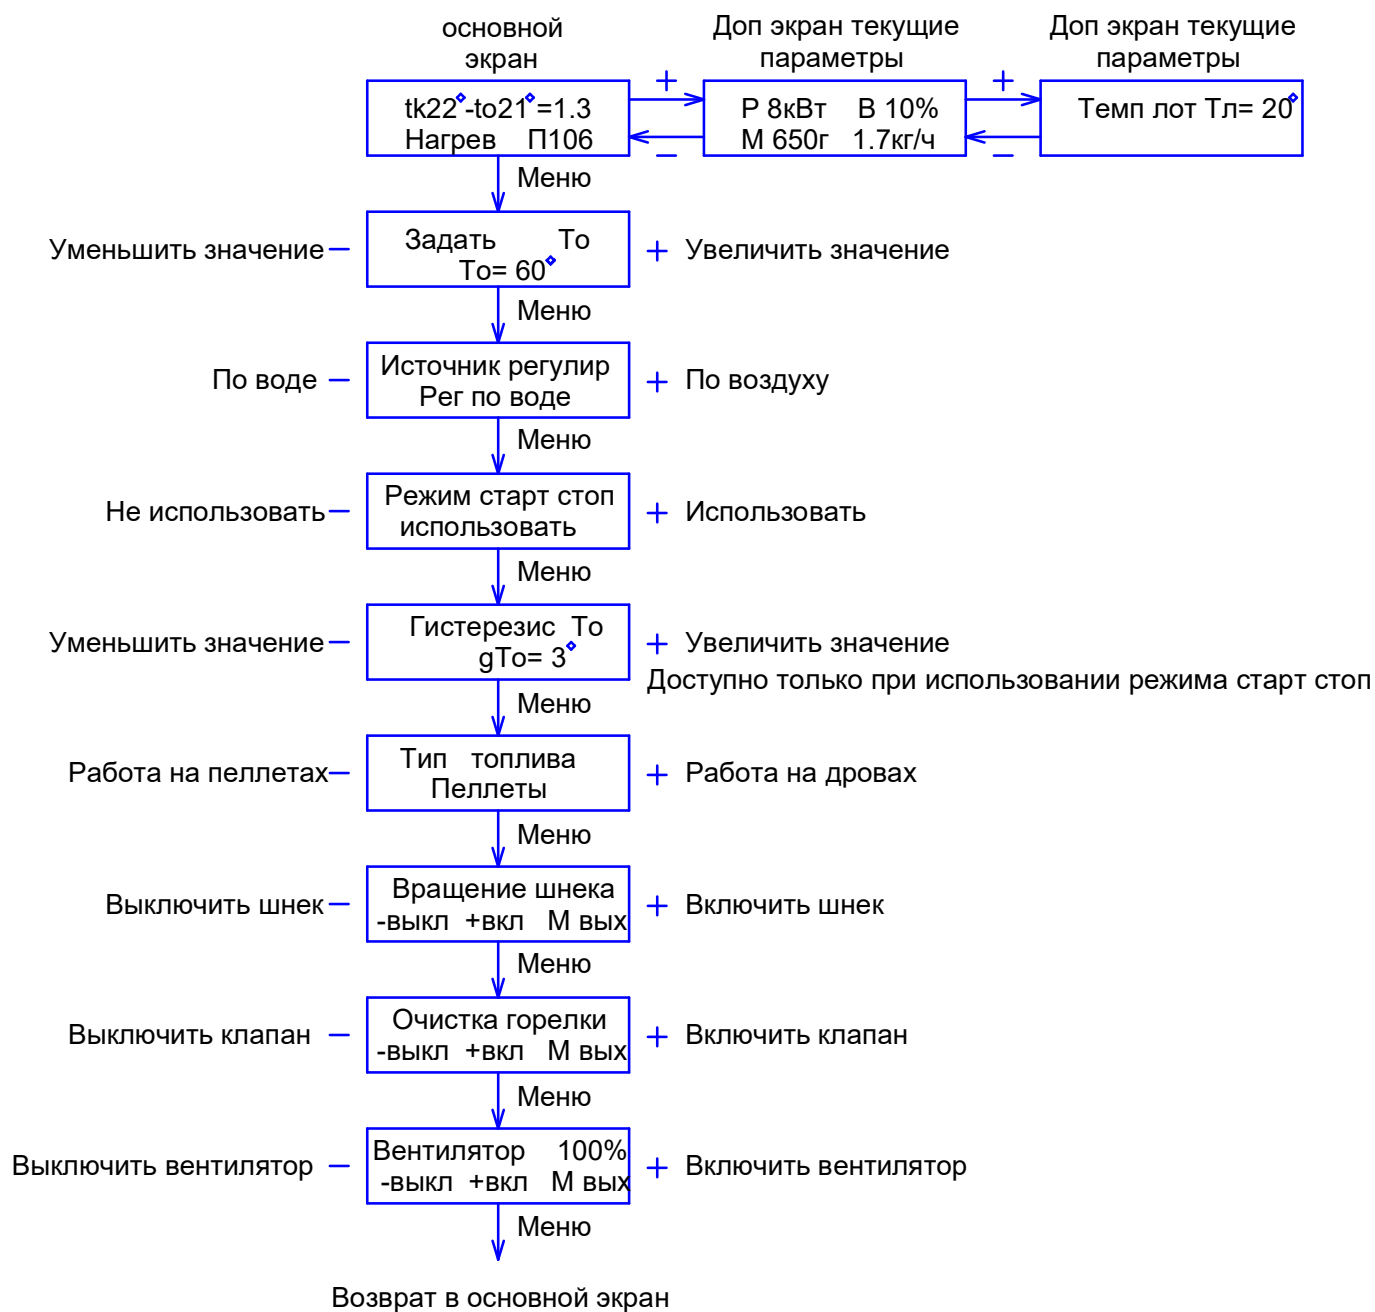 основной
экран
Доп экран текущие
параметры
Доп экран текущие
параметры
tk22°-to21°=1.3
Нагрев П106
+
−
Р 8кВт В 10%
М 650г 1.7кг/ч
+
−
Темп лот Тл= 20°
Меню
Уменьшить значение −
Задать То
То= 60°
+ Увеличить значение
Меню
По воде −
Источник регулир
Рег по воде
+ По воздуху
Меню
Не использовать −
Режим старт стоп
использовать
+ Использовать
Меню
Уменьшить значение −
Гистерезис То
gTo= 3°
+ Увеличить значение
Доступно только при использовании режима старт стоп
Меню
Работа на пеллетах −
Тип топлива
Пеллеты
+ Работа на дровах
Меню
Выключить шнек −
Вращение шнека
-выкл +вкл М вых
+ Включить шнек
Меню
Выключить клапан −
Очистка горелки
-выкл +вкл М вых
+ Включить клапан
Меню
Выключить вентилятор −
Вентилятор 100%
-выкл +вкл М вых
+ Включить вентилятор
Меню
Возврат в основной экран